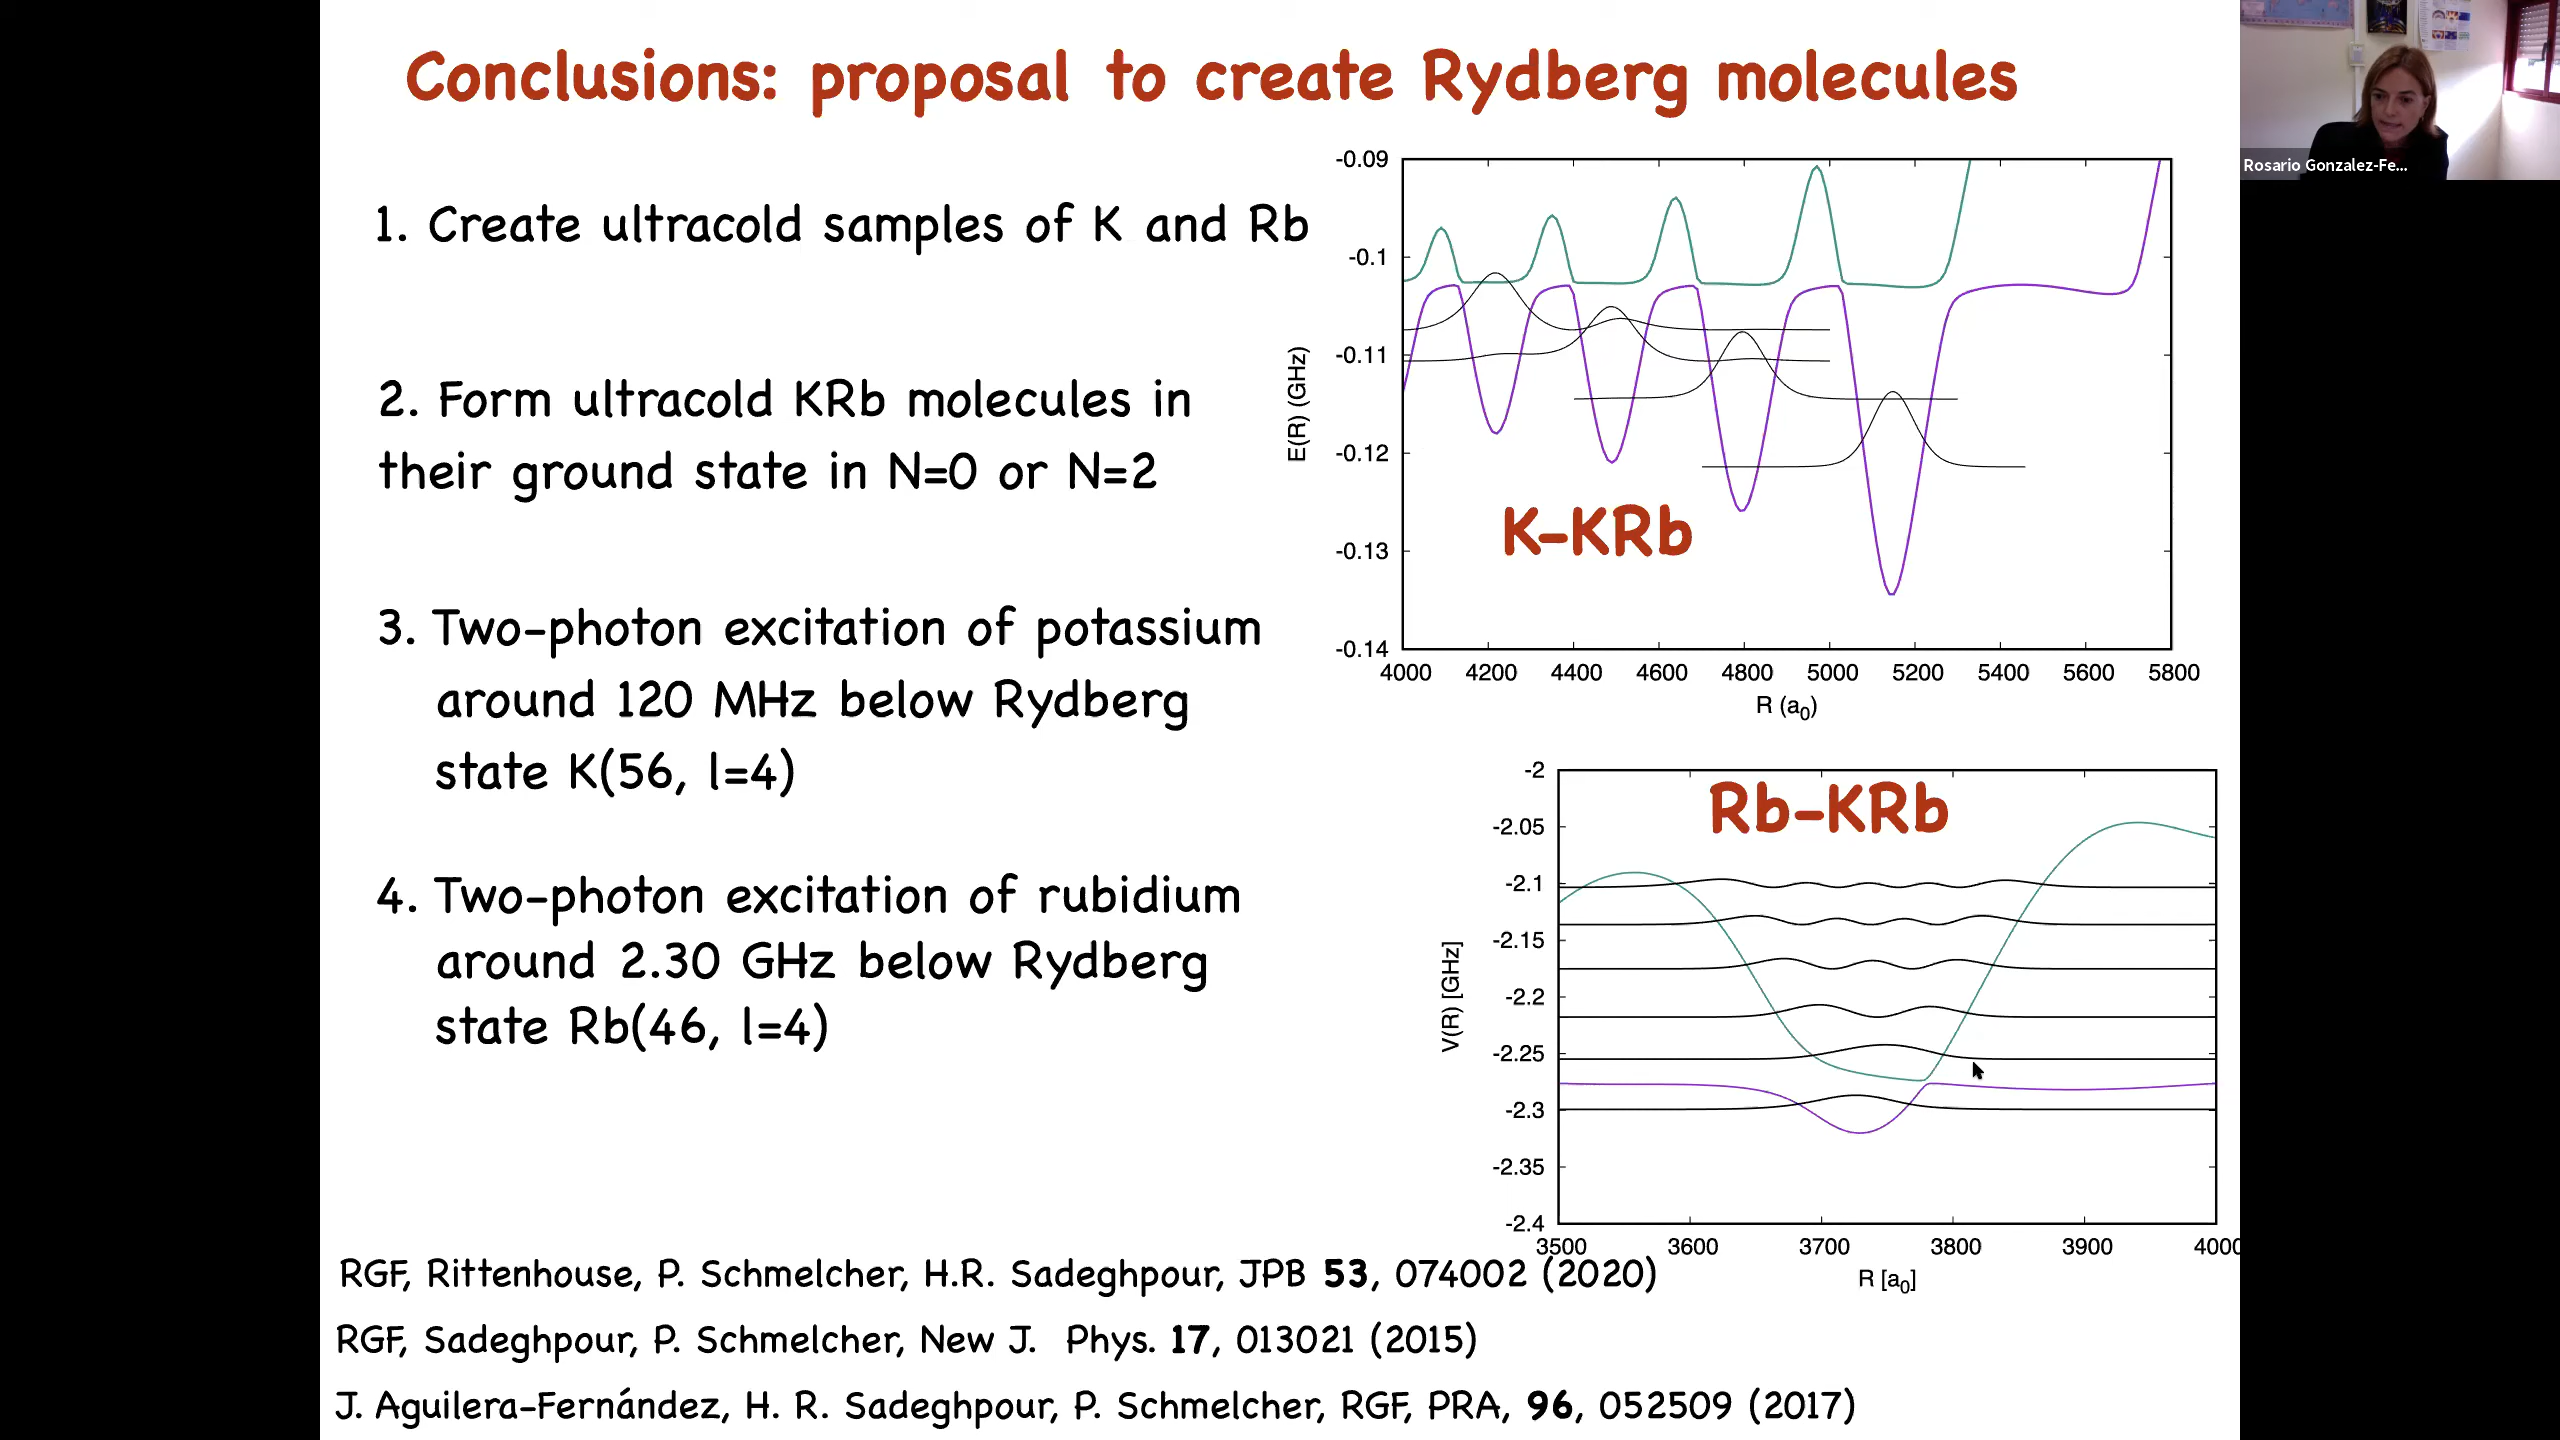 Conclusions: proposal to create Rydberg molecules
1. Create ultracold samples of K and Rb
2. Form ultracold KRb molecules in
their ground state in N=0 or N=2
3. Two-photon excitation of potassium
around 120 MHz below Rydberg
state K(56, l=4)
4. Two-photon excitation of rubidium
around 2.30 GHz below Rydberg
state Rb(46, l=4)
-0.09
-0.1
-0.11
-0.12
-0.13
-0.14
E(R) (GHz)
K-KRb
4000 4200 4400 4600 4800 5000 5200 5400 5600 5800
R (a0)
Rb-KRb
-2
-2.05
-2.1
-2.15
-2.2
-2.25
-2.3
-2.35
-2.4
V(R) [GHz]
3500 3600 3700 3800 3900 4000
R [a0]
RGF, Rittenhouse, P. Schmelcher, H.R. Sadeghpour, JPB 53, 074002 (2020)
RGF, Sadeghpour, P. Schmelcher, New J. Phys. 17, 013021 (2015)
J. Aguilera-Fernández, H. R. Sadeghpour, P. Schmelcher, RGF, PRA, 96, 052509 (2017)
Rosario Gonzalez-Fe...